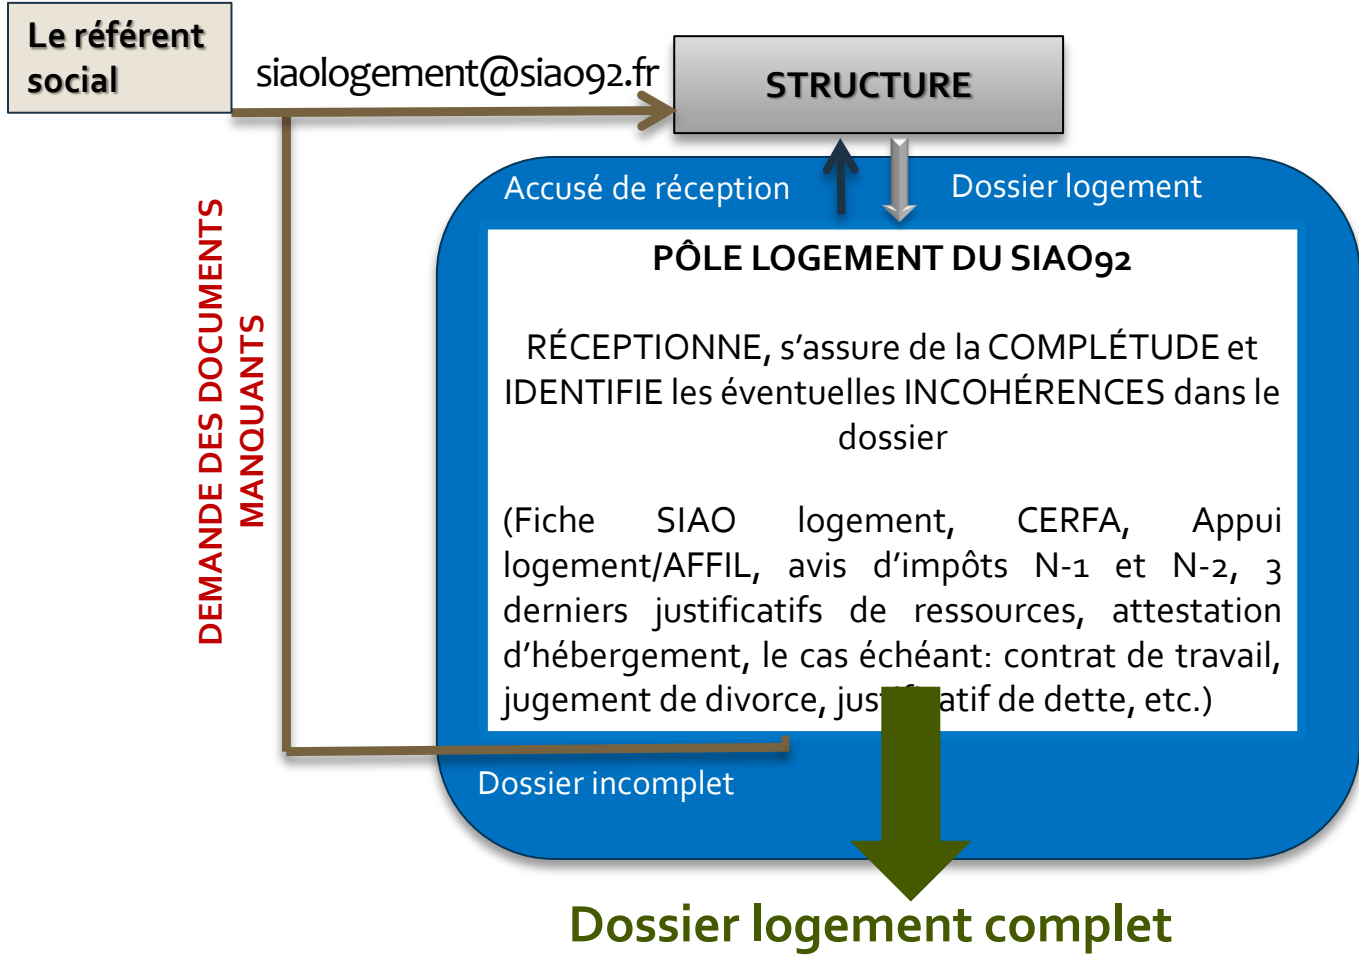 Le référent
social
siaologement@siao92.fr
STRUCTURE
Accusé de réception
Dossier logement
DEMANDE DES DOCUMENTS
MANQUANTS
PÔLE LOGEMENT DU SIAO92
RÉCEPTIONNE, s’assure de la COMPLÉTUDE et
IDENTIFIE les éventuelles INCOHÉRENCES dans le
dossier
(Fiche SIAO logement, CERFA, Appui
logement/AFFIL, avis d’impôts N-1 et N-2, 3
derniers justificatifs de ressources, attestation
d’hébergement, le cas échéant: contrat de travail,
jugement de divorce, justificatif de dette, etc.)
Dossier incomplet
Dossier logement complet